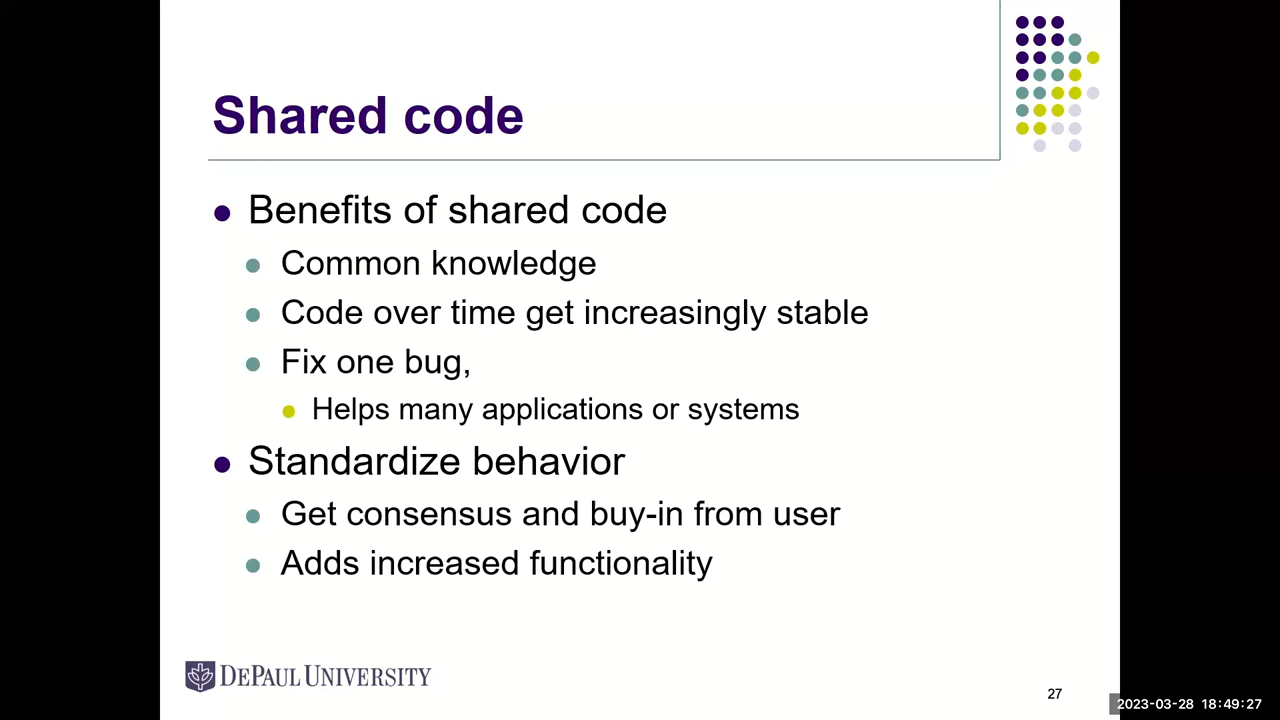 Shared code
Benefits of shared code
Common knowledge
Code over time get increasingly stable
Fix one bug,
Helps many applications or systems
Standardize behavior
Get consensus and buy-in from user
Adds increased functionality
DEPAUL UNIVERSITY
27
2023-03-28 18:49:27